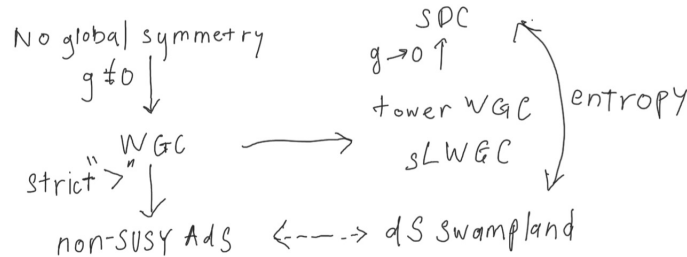 No global symmetry
g↛0
WGC
strict ">"
non-SUSY AdS
SDC
g→0
tower WGC
sLWGC
entropy
dS swampland